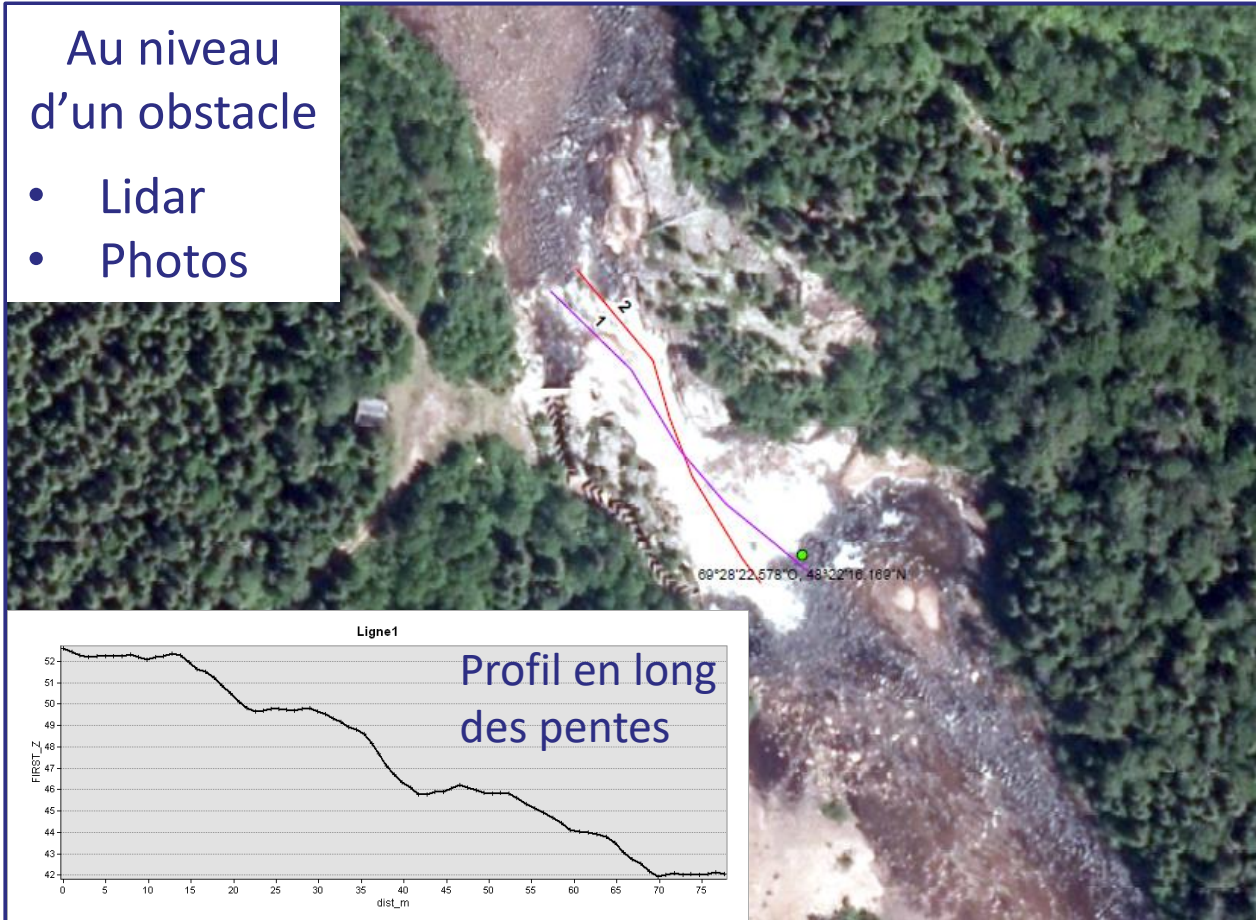 Au niveau
d'un obstacle
• Lidar
• Photos
1
2
69°28'22.578"O, 48°22'16.169"N
Ligne1
Profil en long
des pentes
FIRST_Z
52
51
50
49
48
47
46
45
44
43
42
0 5 10 15 20 25 30 35 40 45 50 55 60 65 70 75
dist_m